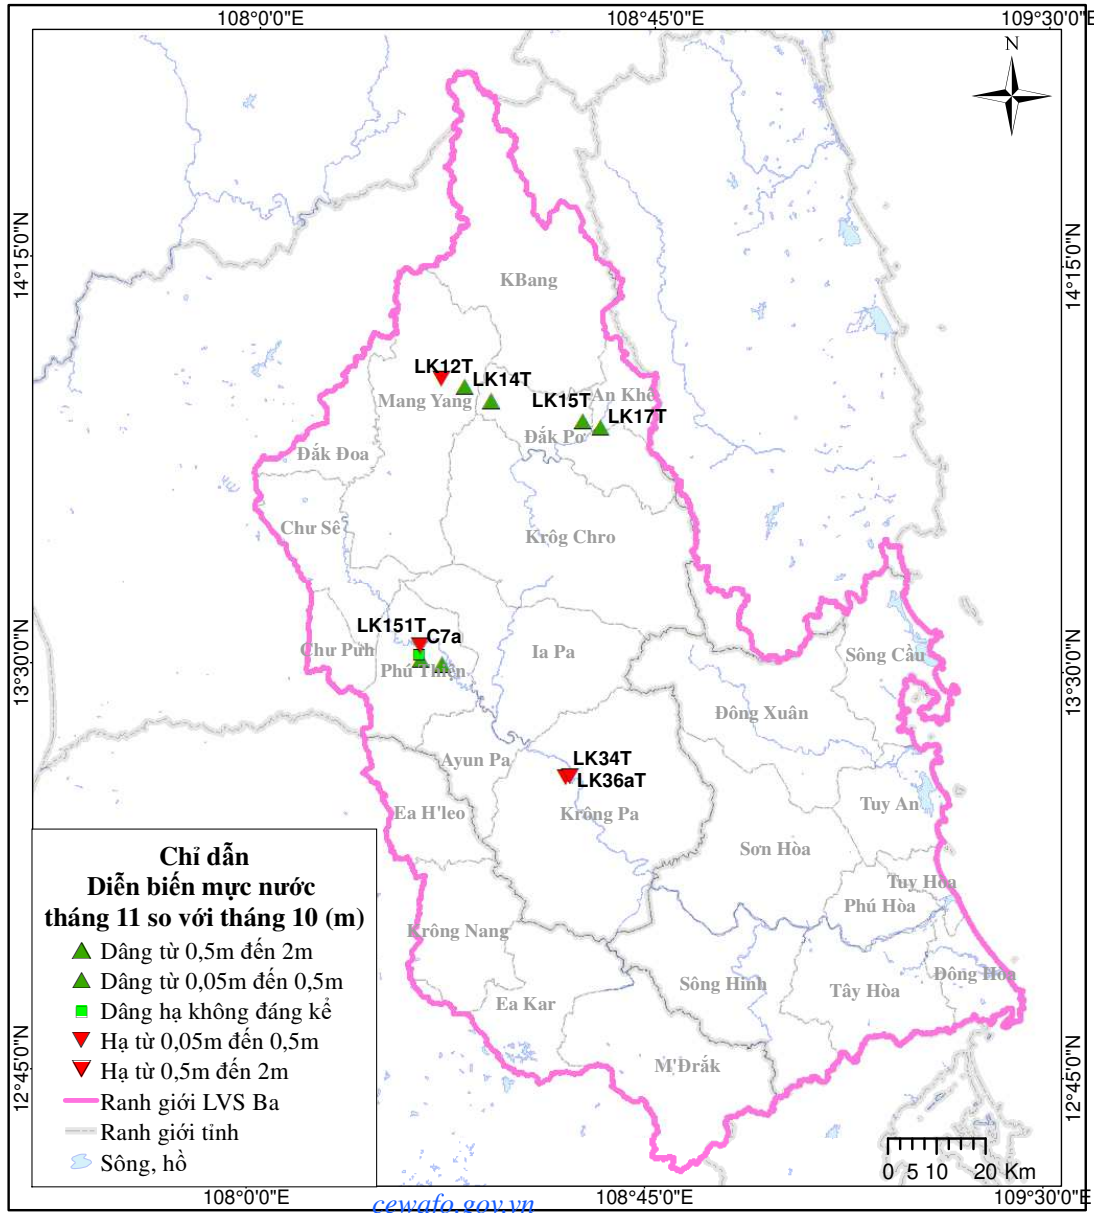 108°0'0"E
108°45'0"E
109°30'0"E
N
14°15'0"N
14°15'0"N
KBang
LK12T
LK14T
Mang Yang
An Khê
LK15T
LK17T
Đắk Pơ
Đắk Đoa
Chư Sê
Krôg Chro
LK151T
C7a
Chư Pưh
Phú Thiện
Ia Pa
Sông Cầu
13°30'0"N
13°30'0"N
Đồng Xuân
Ayun Pa
LK34T
LK36aT
Krông Pa
Ea H'leo
Tuy An
Sơn Hòa
Tuy Hòa
Phú Hòa
Krông Nang
Sông Hinh
Tây Hòa
Đông Hòa
Ea Kar
M'Đrắk
12°45'0"N
12°45'0"N
Chỉ dẫn
Diễn biến mực nước
tháng 11 so với tháng 10 (m)
Dâng từ 0,5m đến 2m
Dâng từ 0,05m đến 0,5m
Dâng hạ không đáng kể
Hạ từ 0,05m đến 0,5m
Hạ từ 0,5m đến 2m
Ranh giới LVS Ba
Ranh giới tỉnh
Sông, hồ
0 5 10 20 Km
108°0'0"E
108°45'0"E
109°30'0"E
cewafo.gov.vn